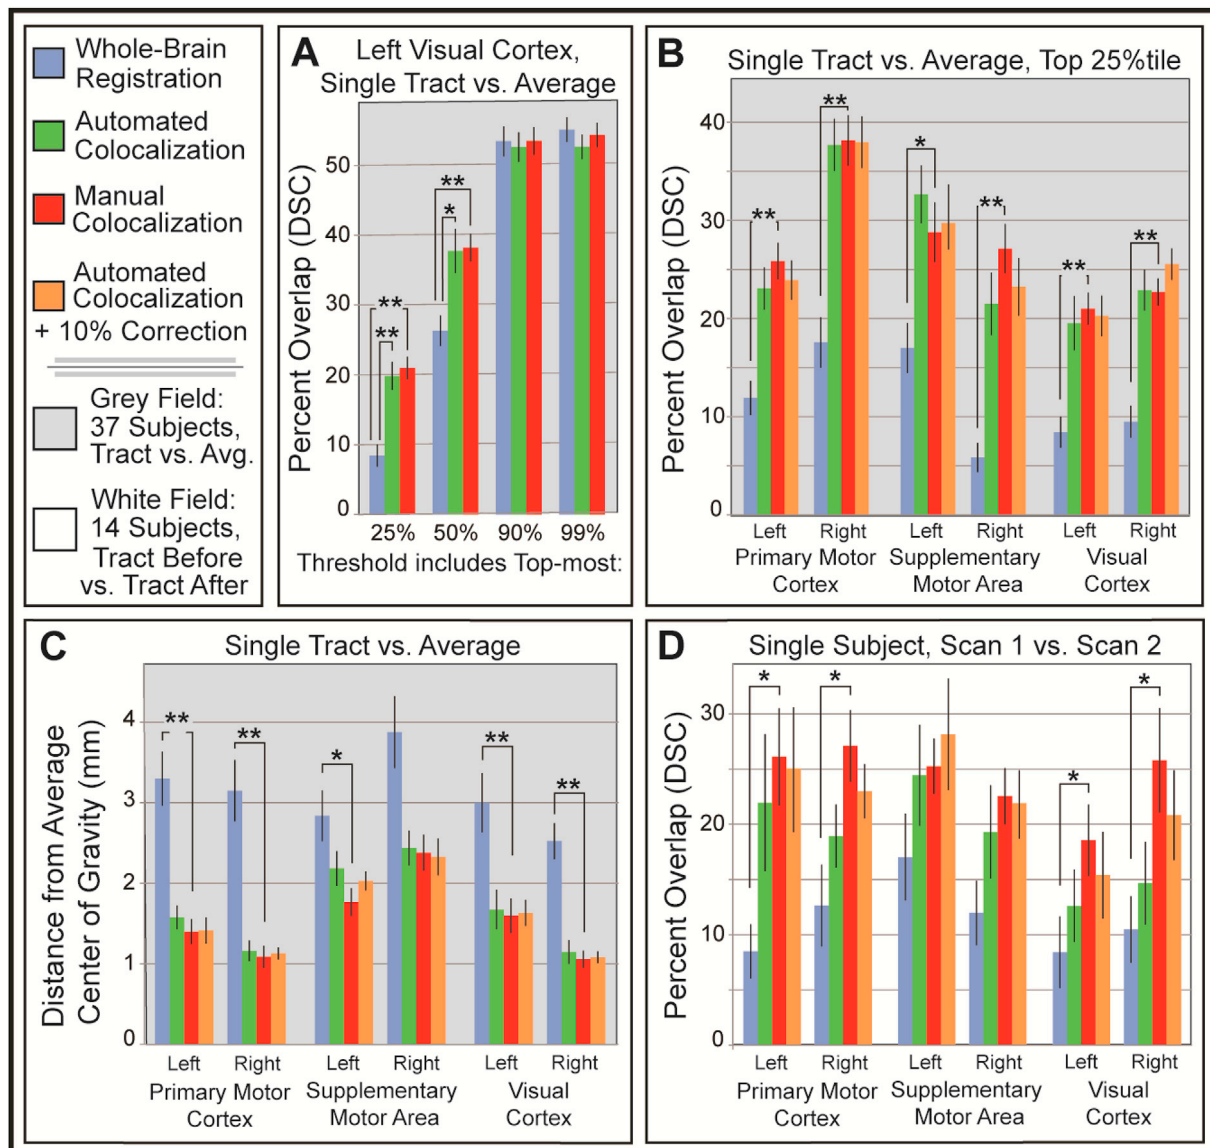 Whole-Brain
Registration
Automated
Colocalization
Manual
Colocalization
Automated
Colocalization
+ 10% Correction
Grey Field:
37 Subjects,
Tract vs. Avg.
White Field:
14 Subjects,
Tract Before
vs. Tract After
A
Left Visual Cortex,
Single Tract vs. Average
Percent Overlap (DSC)
50
40
30
20
10
0
**
**
**
*
25% 50% 90% 99%
Threshold includes Top-most:
B
Single Tract vs. Average, Top 25%tile
Percent Overlap (DSC)
40
30
20
10
0
** ** * ** ** **
Left Right Left Right Left Right
Primary Motor Cortex
Supplementary Motor Area
Visual Cortex
C
Single Tract vs. Average
Distance from Average
Center of Gravity (mm)
4
3
2
1
0
** ** * ** **
Left Right Left Right Left Right
Primary Motor Cortex
Supplementary Motor Area
Visual Cortex
D
Single Subject, Scan 1 vs. Scan 2
Percent Overlap (DSC)
30
20
10
0
* * * *
Left Right Left Right Left Right
Primary Motor Cortex
Supplementary Motor Area
Visual Cortex